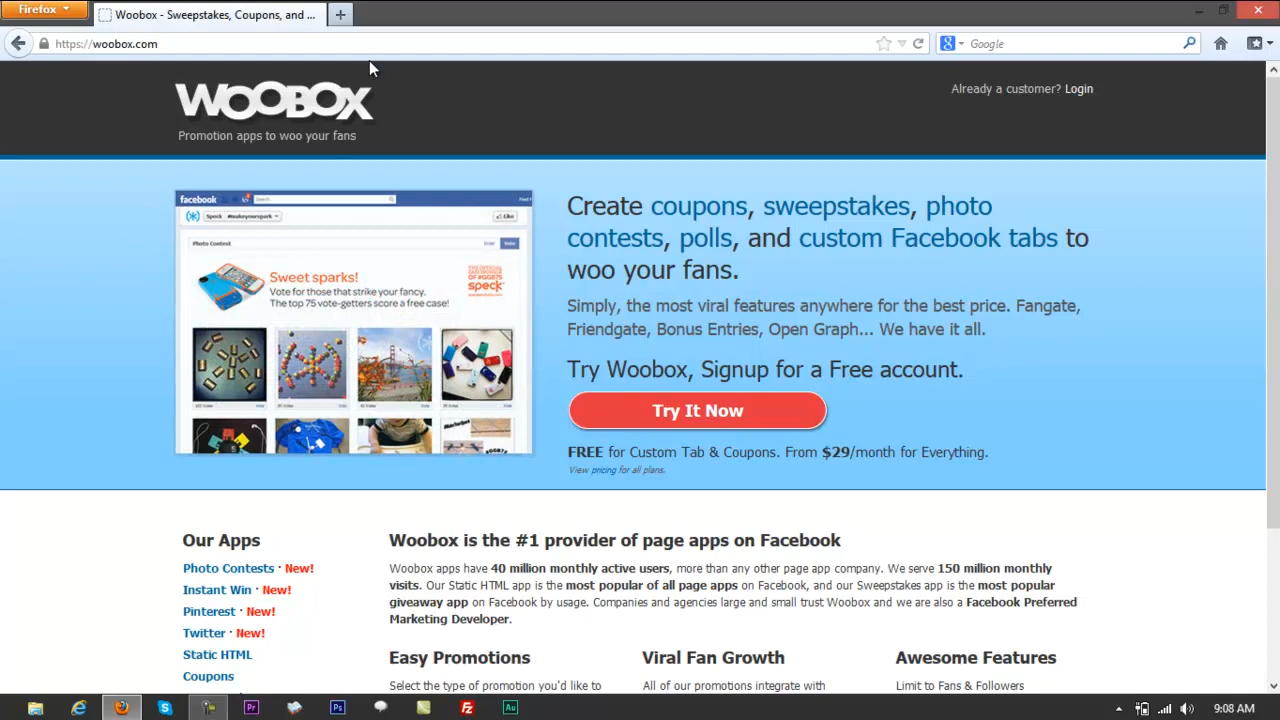 Firefox
Woobox - Sweepstakes, Coupons, and ...
https://woobox.com
Google
WOOBOX
Promotion apps to woo your fans
Already a customer? Login
facebook
Speck #makeyourspark
Like
Photo Contest
Vote
Sweet sparks!
Vote for those that strike your fancy.
The top 75 vote-getters score a free case!
speck
Create coupons, sweepstakes, photo
contests, polls, and custom Facebook tabs to
woo your fans.
Simply, the most viral features anywhere for the best price. Fangate,
Friendgate, Bonus Entries, Open Graph... We have it all.
Try Woobox, Signup for a Free account.
Try It Now
FREE for Custom Tab & Coupons. From $29/month for Everything.
View pricing for all plans.
Our Apps
Photo Contests · New!
Instant Win · New!
Pinterest · New!
Twitter · New!
Static HTML
Coupons
Woobox is the #1 provider of page apps on Facebook
Woobox apps have 40 million monthly active users, more than any other page app company. We serve 150 million monthly
visits. Our Static HTML app is the most popular of all page apps on Facebook, and our Sweepstakes app is the most popular
giveaway app on Facebook by usage. Companies and agencies large and small trust Woobox and we are also a Facebook Preferred
Marketing Developer.
Easy Promotions
Select the type of promotion you'd like to
Viral Fan Growth
All of our promotions integrate with
Awesome Features
Limit to Fans & Followers
Pr
Ps
Fz
Au
9:08 AM